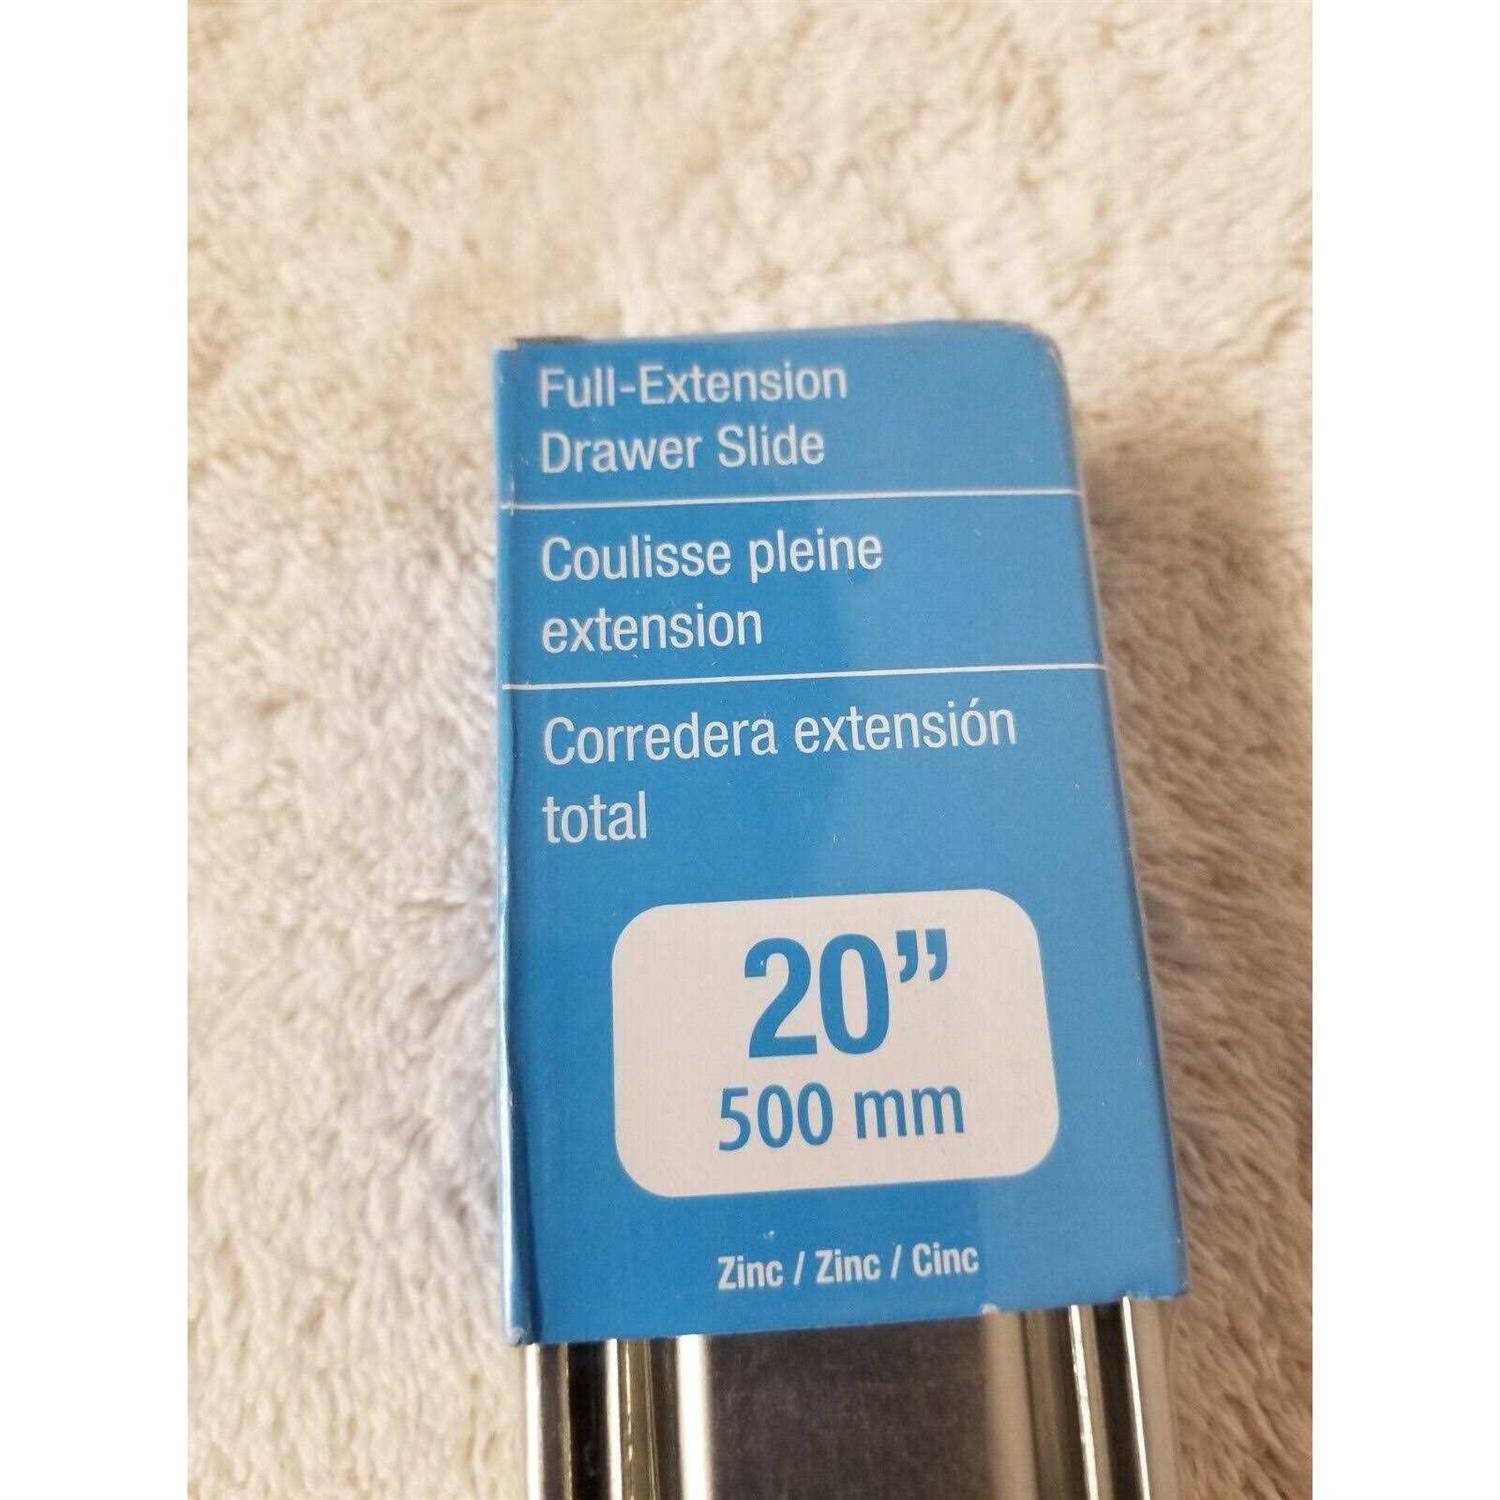 Full-Extension
Drawer Slide
Coulisse pleine
extension
Corredera extensión
total
20”
500 mm
Zinc / Zinc / Cinc